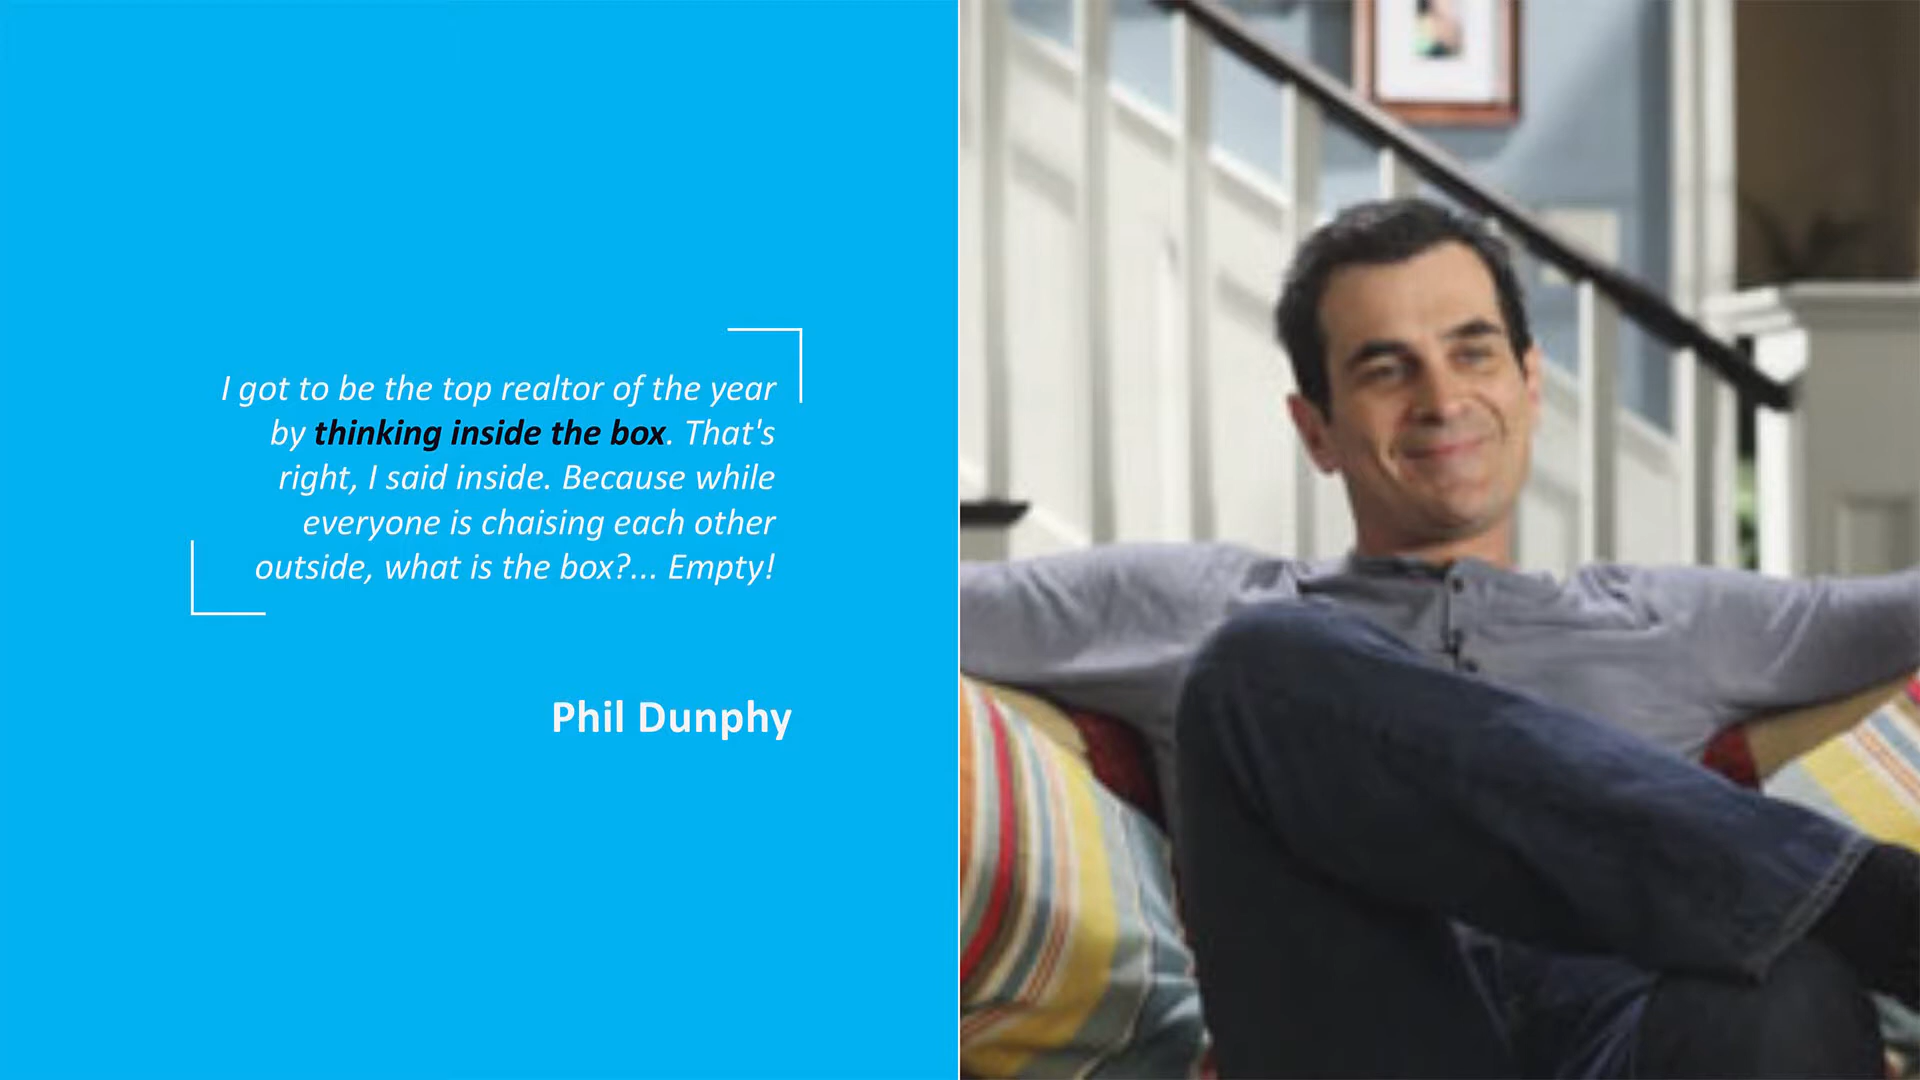 I got to be the top realtor of the year
by thinking inside the box. That's
right, I said inside. Because while
everyone is chaising each other
outside, what is the box?... Empty!
Phil Dunphy